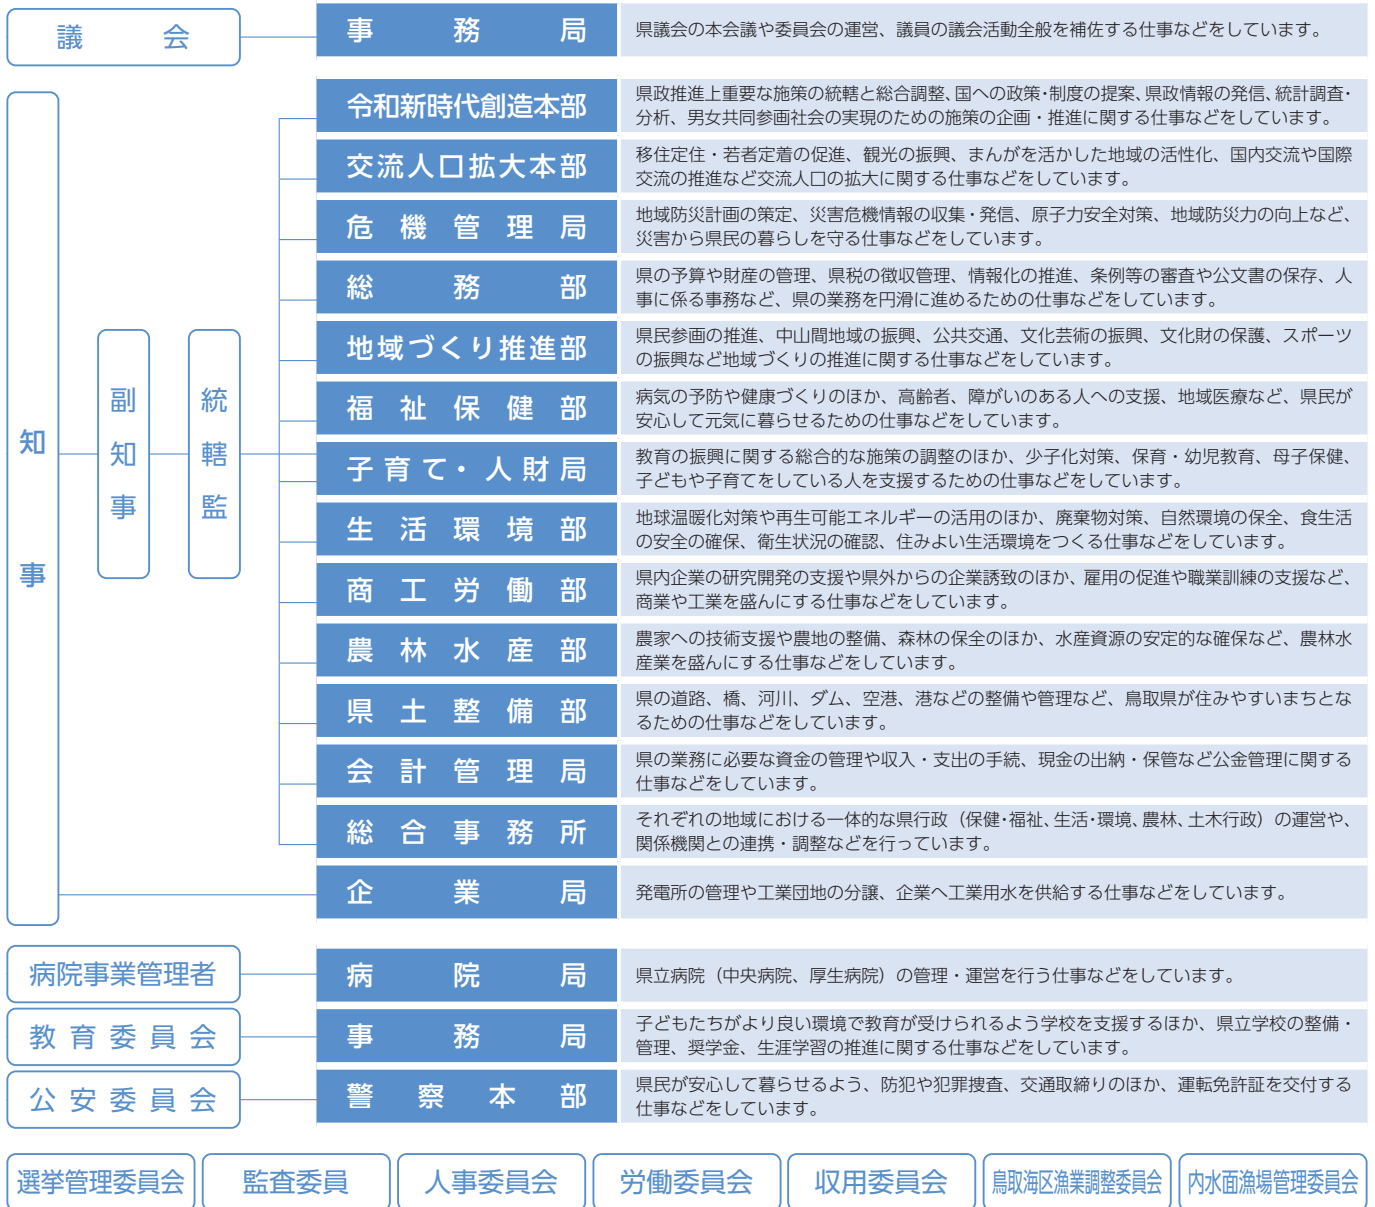 議会
事務局
県議会の本会議や委員会の運営、議員の議会活動全般を補佐する仕事などをしています。
知事
副知事
統轄監
令和新時代創造本部
県政推進上重要な施策の統轄と総合調整、国への政策・制度の提案、県政情報の発信、統計調査・
分析、男女共同参画社会の実現のための施策の企画・推進に関する仕事などをしています。
交流人口拡大本部
移住定住・若者定着の促進、観光の振興、まんがを活かした地域の活性化、国内交流や国際
交流の推進など交流人口の拡大に関する仕事などをしています。
危機管理局
地域防災計画の策定、災害危機情報の収集・発信、原子力安全対策、地域防災力の向上など、
災害から県民の暮らしを守る仕事などをしています。
総務部
県の予算や財産の管理、県税の徴収管理、情報化の推進、条例等の審査や公文書の保存、人
事に係る事務など、県の業務を円滑に進めるための仕事などをしています。
地域づくり推進部
県民参画の推進、中山間地域の振興、公共交通、文化芸術の振興、文化財の保護、スポーツ
の振興など地域づくりの推進に関する仕事などをしています。
福祉保健部
病気の予防や健康づくりのほか、高齢者、障がいのある人への支援、地域医療など、県民が
安心して元気に暮らせるための仕事などをしています。
子育て・人財局
教育の振興に関する総合的な施策の調整のほか、少子化対策、保育・幼児教育、母子保健、
子どもや子育てをしている人を支援するための仕事などをしています。
生活環境部
地球温暖化対策や再生可能エネルギーの活用のほか、廃棄物対策、自然環境の保全、食生活
の安全の確保、衛生状況の確認、住みよい生活環境をつくる仕事などをしています。
商工労働部
県内企業の研究開発の支援や県外からの企業誘致のほか、雇用の促進や職業訓練の支援など、
商業や工業を盛んにする仕事などをしています。
農林水産部
農家への技術支援や農地の整備、森林の保全のほか、水産資源の安定的な確保など、農林水
産業を盛んにする仕事などをしています。
県土整備部
県の道路、橋、河川、ダム、空港、港などの整備や管理など、鳥取県が住みやすいまちとな
るための仕事などをしています。
会計管理局
県の業務に必要な資金の管理や収入・支出の手続、現金の出納・保管など公金管理に関する
仕事などをしています。
総合事務所
それぞれの地域における一体的な県行政（保健・福祉、生活・環境、農林、土木行政）の運営や、
関係機関との連携・調整などを行っています。
企業局
発電所の管理や工業団地の分譲、企業へ工業用水を供給する仕事などをしています。
病院事業管理者
病院局
県立病院（中央病院、厚生病院）の管理・運営を行う仕事などをしています。
教育委員会
事務局
子どもたちがより良い環境で教育が受けられるよう学校を支援するほか、県立学校の整備・
管理、奨学金、生涯学習の推進に関する仕事などをしています。
公安委員会
警察本部
県民が安心して暮らせるよう、防犯や犯罪捜査、交通取締りのほか、運転免許証を交付する
仕事などをしています。
選挙管理委員会
監査委員
人事委員会
労働委員会
収用委員会
鳥取海区漁業調整委員会
内水面漁場管理委員会